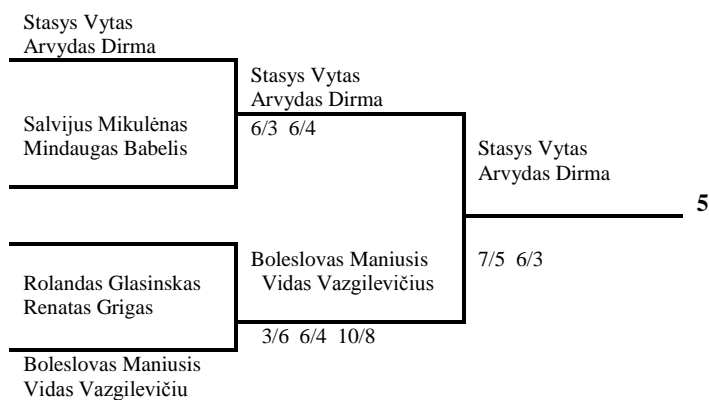 Stasys Vytas
Arvydas Dirma
Stasys Vytas
Arvydas Dirma
Salvijus Mikulėnas
Mindaugas Babelis
6/3 6/4
Stasys Vytas
Arvydas Dirma
5
Boleslovas Maniusis
Vidas Vazgilevičius
7/5 6/3
Rolandas Glasinskas
Renatas Grigas
3/6 6/4 10/8
Boleslovas Maniusis
Vidas Vazgilevičiu